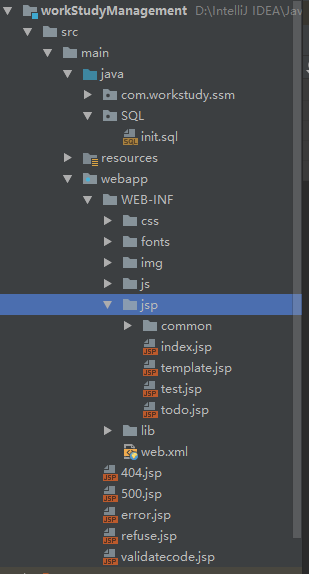 workStudyManagement D:\IntelliJ IDEA\Jav
src
main
java
com.workstudy.ssm
SQL
init.sql
resources
webapp
WEB-INF
css
fonts
img
js
jsp
common
index.jsp
template.jsp
test.jsp
todo.jsp
lib
web.xml
404.jsp
500.jsp
error.jsp
refuse.jsp
validatecode.jsp